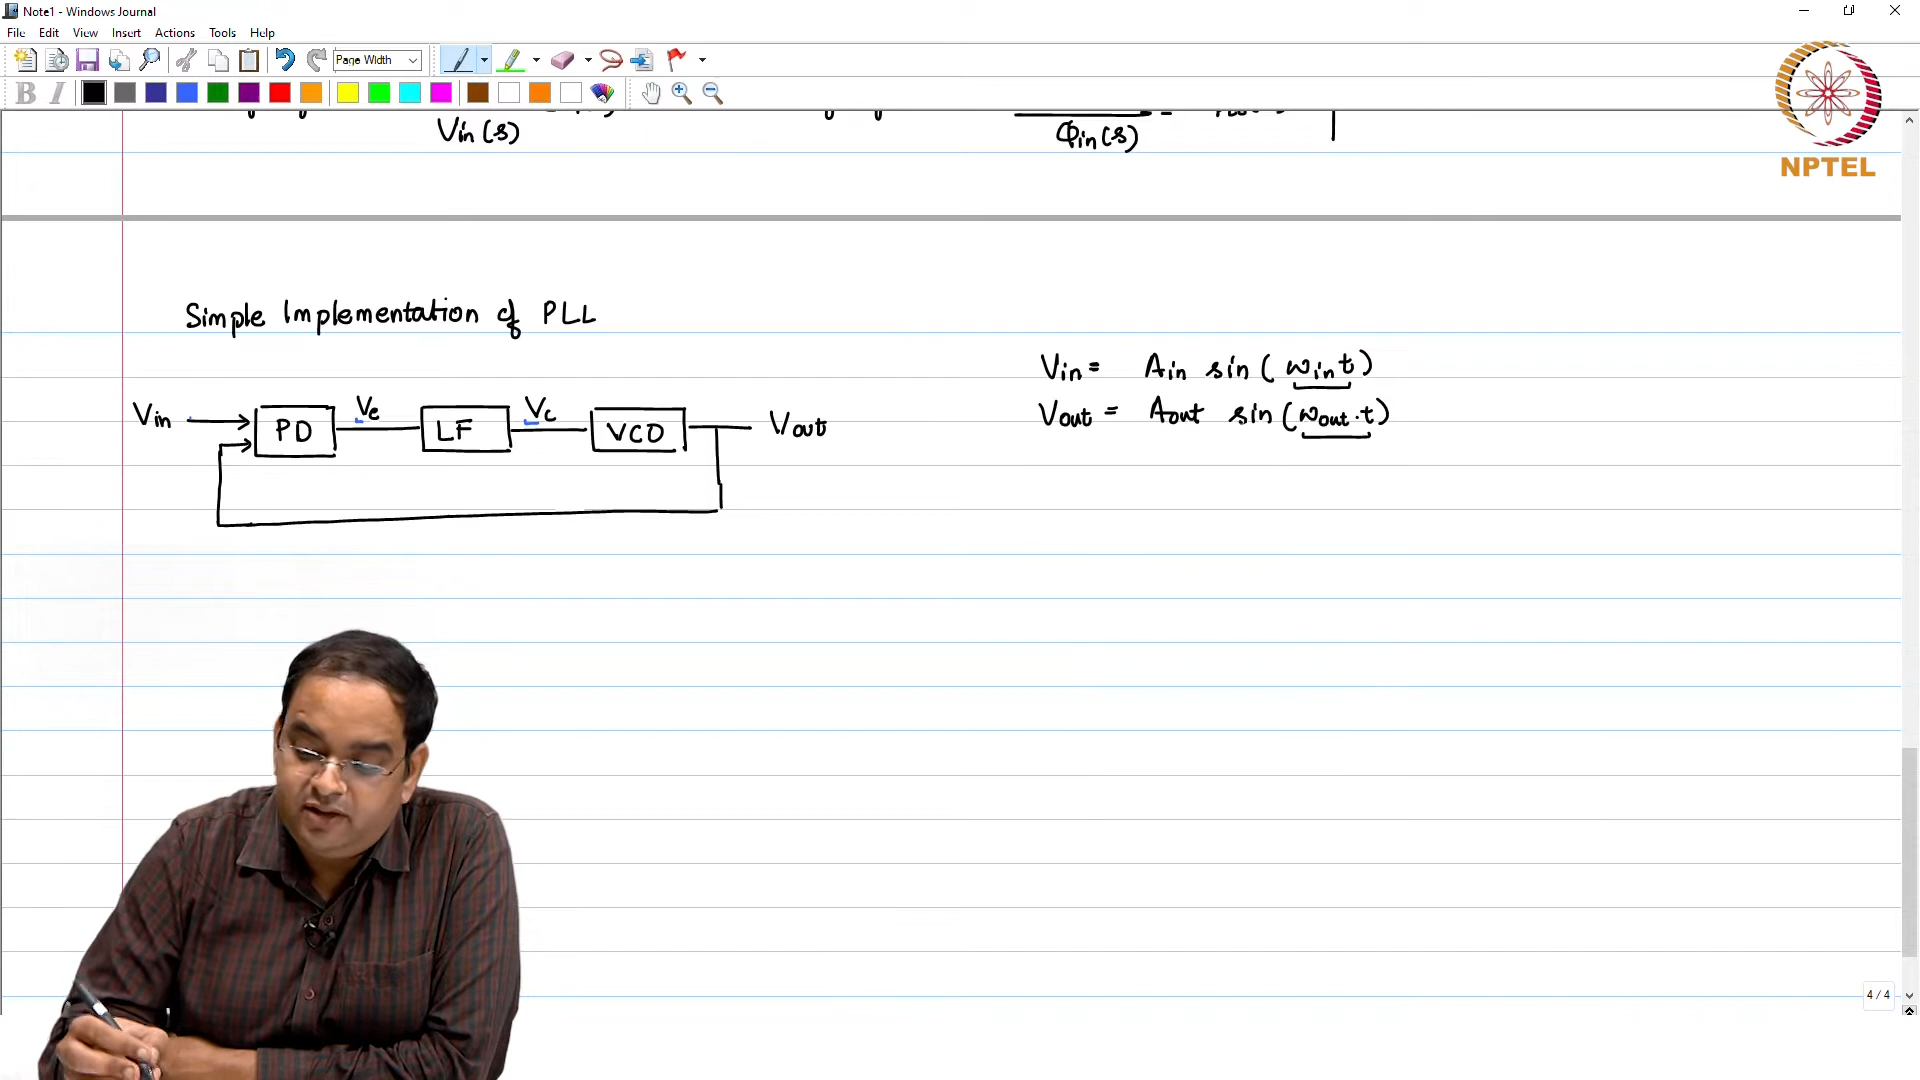 Note1 - Windows Journal
File Edit View Insert Actions Tools Help
Page Width
B I
NPTEL
Vin(s)
Φin(s) =
Simple Implementation of PLL
Vin = Ain sin(ωint)
Vout = Aout sin(ωout.t)
Vin PD Ve LF Vc VCO Vout
4 / 4